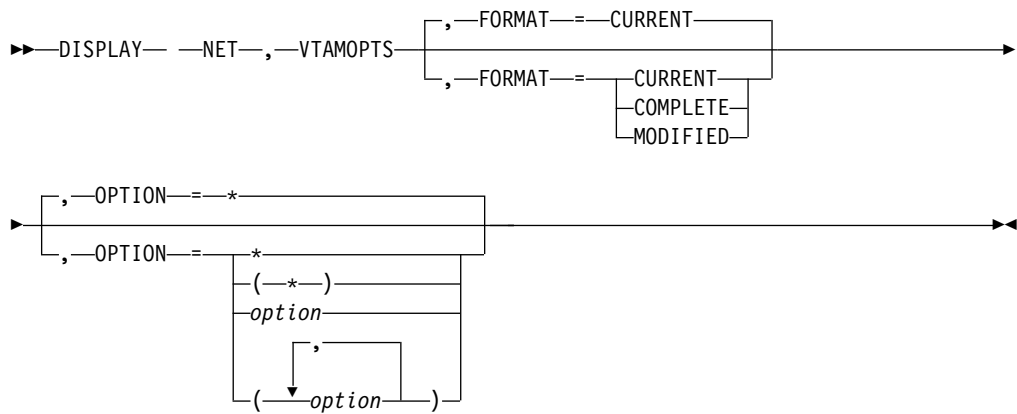 , FORMAT = CURRENT
DISPLAY NET , VTAMOPTS
, FORMAT = CURRENT
COMPLETE
MODIFIED
, OPTION = *
, OPTION = *
( * )
option
,
( option )